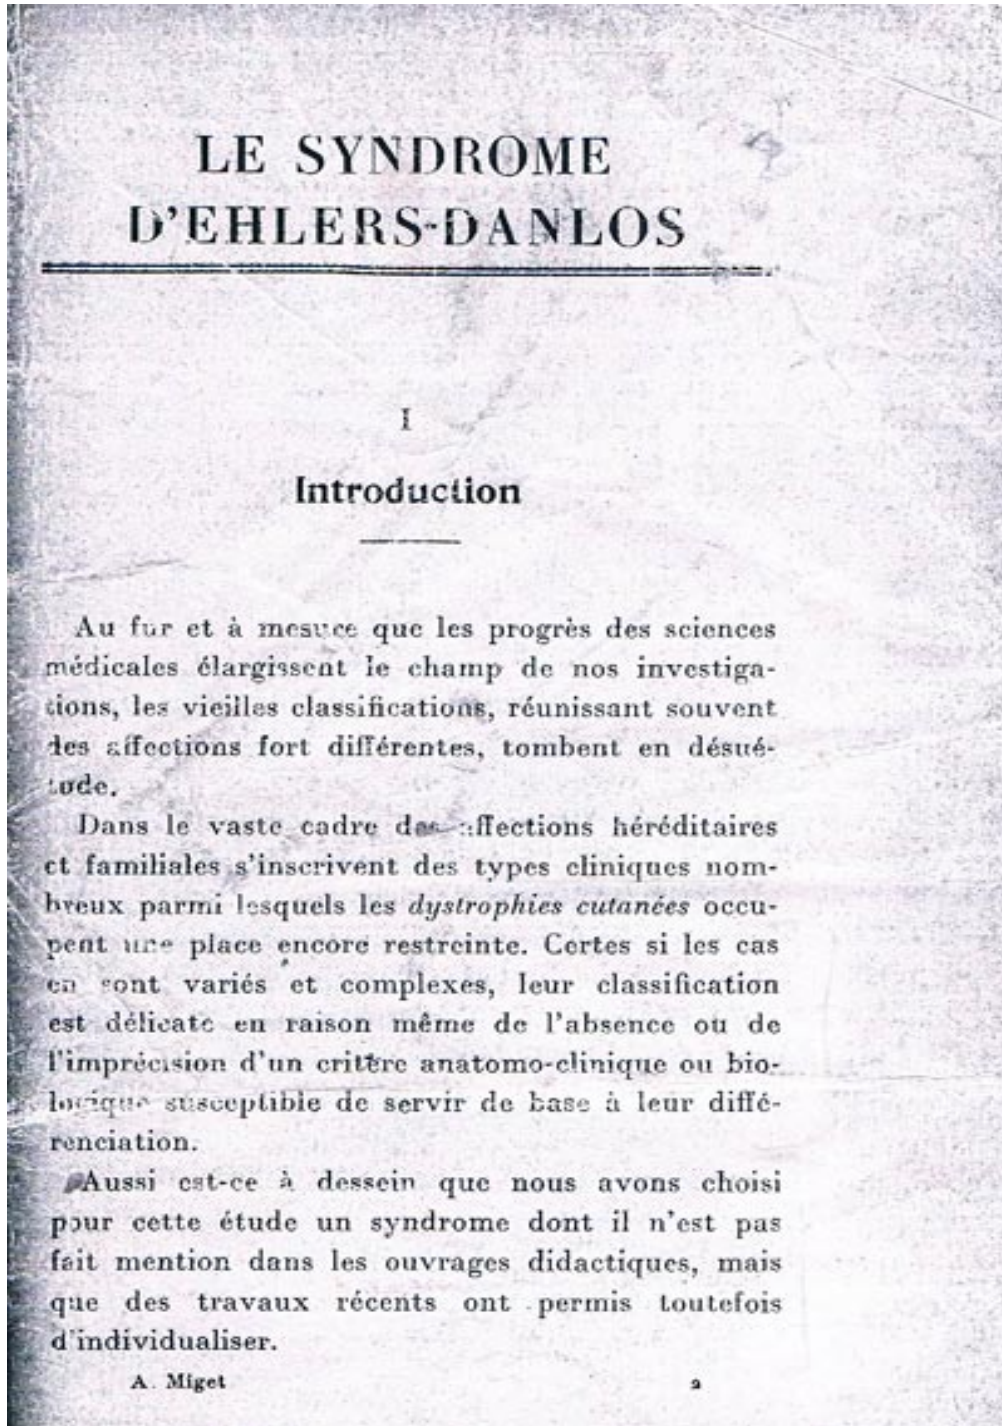 LE SYNDROME
D'EHLERS-DANLOS
I
Introduction
Au fur et à mesure que les progrès des sciences
médicales élargissent le champ de nos investiga-
tions, les vieilles classifications, réunissant souvent
des affections fort différentes, tombent en désué-
tude.
Dans le vaste cadre des affections héréditaires
et familiales s'inscrivent des types cliniques nom-
breux parmi lesquels les dystrophies cutanées occu-
pent une place encore restreinte. Certes si les cas
en sont variés et complexes, leur classification
est délicate en raison même de l'absence ou de
l'imprécision d'un critère anatomo-clinique ou bio-
logique susceptible de servir de base à leur diffé-
renciation.
Aussi est-ce à dessein que nous avons choisi
pour cette étude un syndrome dont il n'est pas
fait mention dans les ouvrages didactiques, mais
que des travaux récents ont permis toutefois
d'individualiser.
A. Miget 2